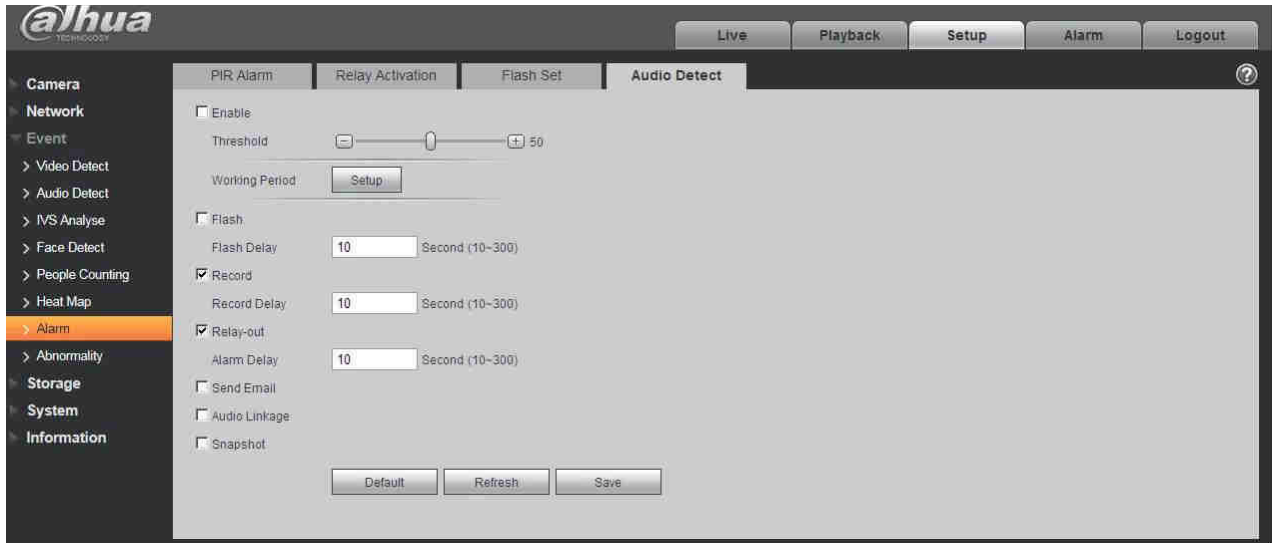 alhua
TECHNOLOGY
Live Playback Setup Alarm Logout
PIR Alarm Relay Activation Flash Set Audio Detect ?
Camera
Network
Event
> Video Detect
> Audio Detect
> IVS Analyse
> Face Detect
> People Counting
> Heat Map
> Alarm
> Abnormality
Storage
System
Information
Enable
Threshold 50
Working Period Setup
Flash
Flash Delay 10 Second (10~300)
Record
Record Delay 10 Second (10~300)
Relay-out
Alarm Delay 10 Second (10~300)
Send Email
Audio Linkage
Snapshot
Default Refresh Save